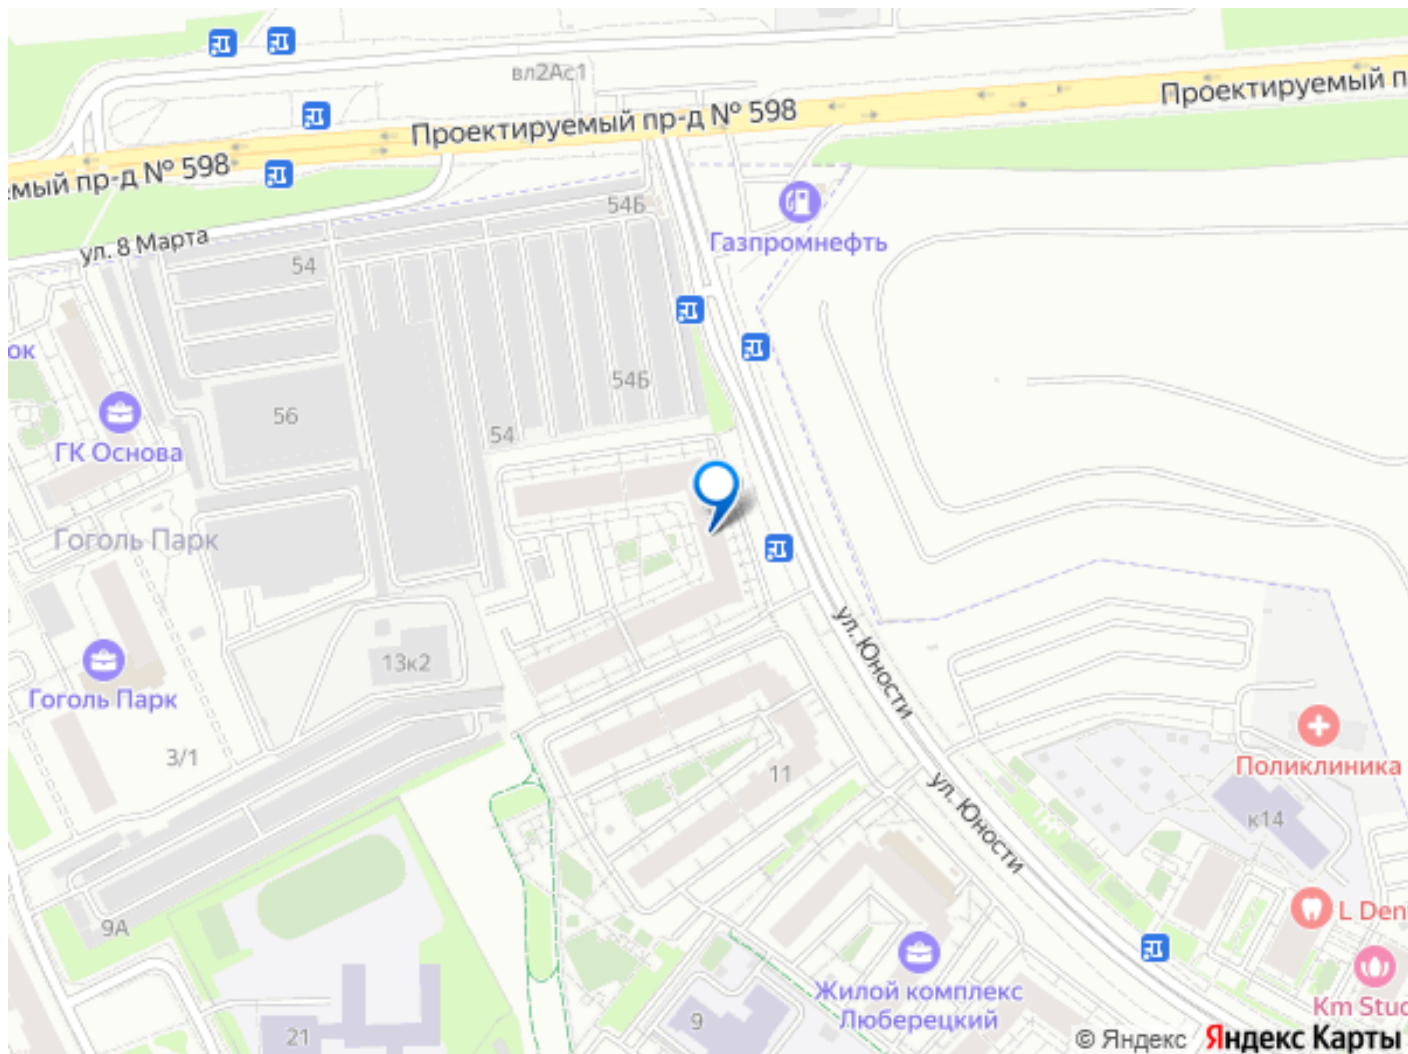 вл2Ас1
Проектируемый п
Проектируемый пр-д № 598
емый пр-д № 598
54Б
ул. 8 Марта
Газпромнефть
54
ок
54Б
56
54
ГК Основа
Гоголь Парк
ул. Юности
13к2
Гоголь Парк
3/1
Поликлиника
11
ул. Юности
к14
L Den
9А
Жилой комплекс
Люберецкий
Km Stuc
9
21
© Яндекс Яндекс Карты